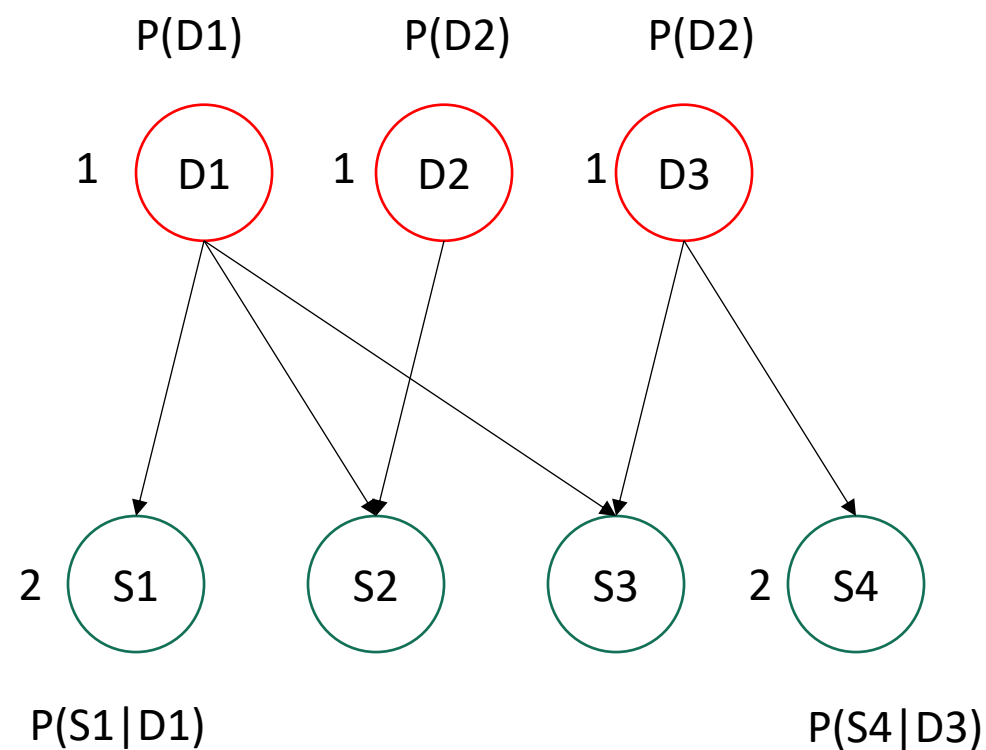 P(D1) P(D2) P(D2)
1 D1 1 D2 1 D3
2 S1 S2 S3 2 S4
P(S1|D1) P(S4|D3)